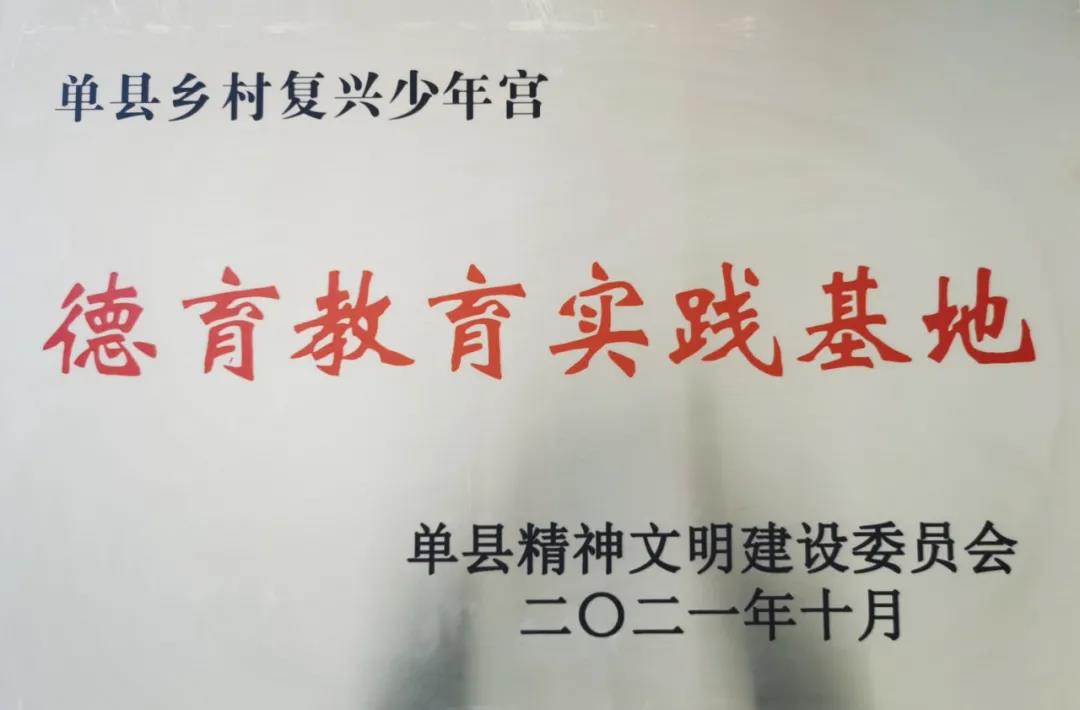 单县乡村复兴少年宫
德育教育实践基地
单县精神文明建设委员会
二〇二一年十月